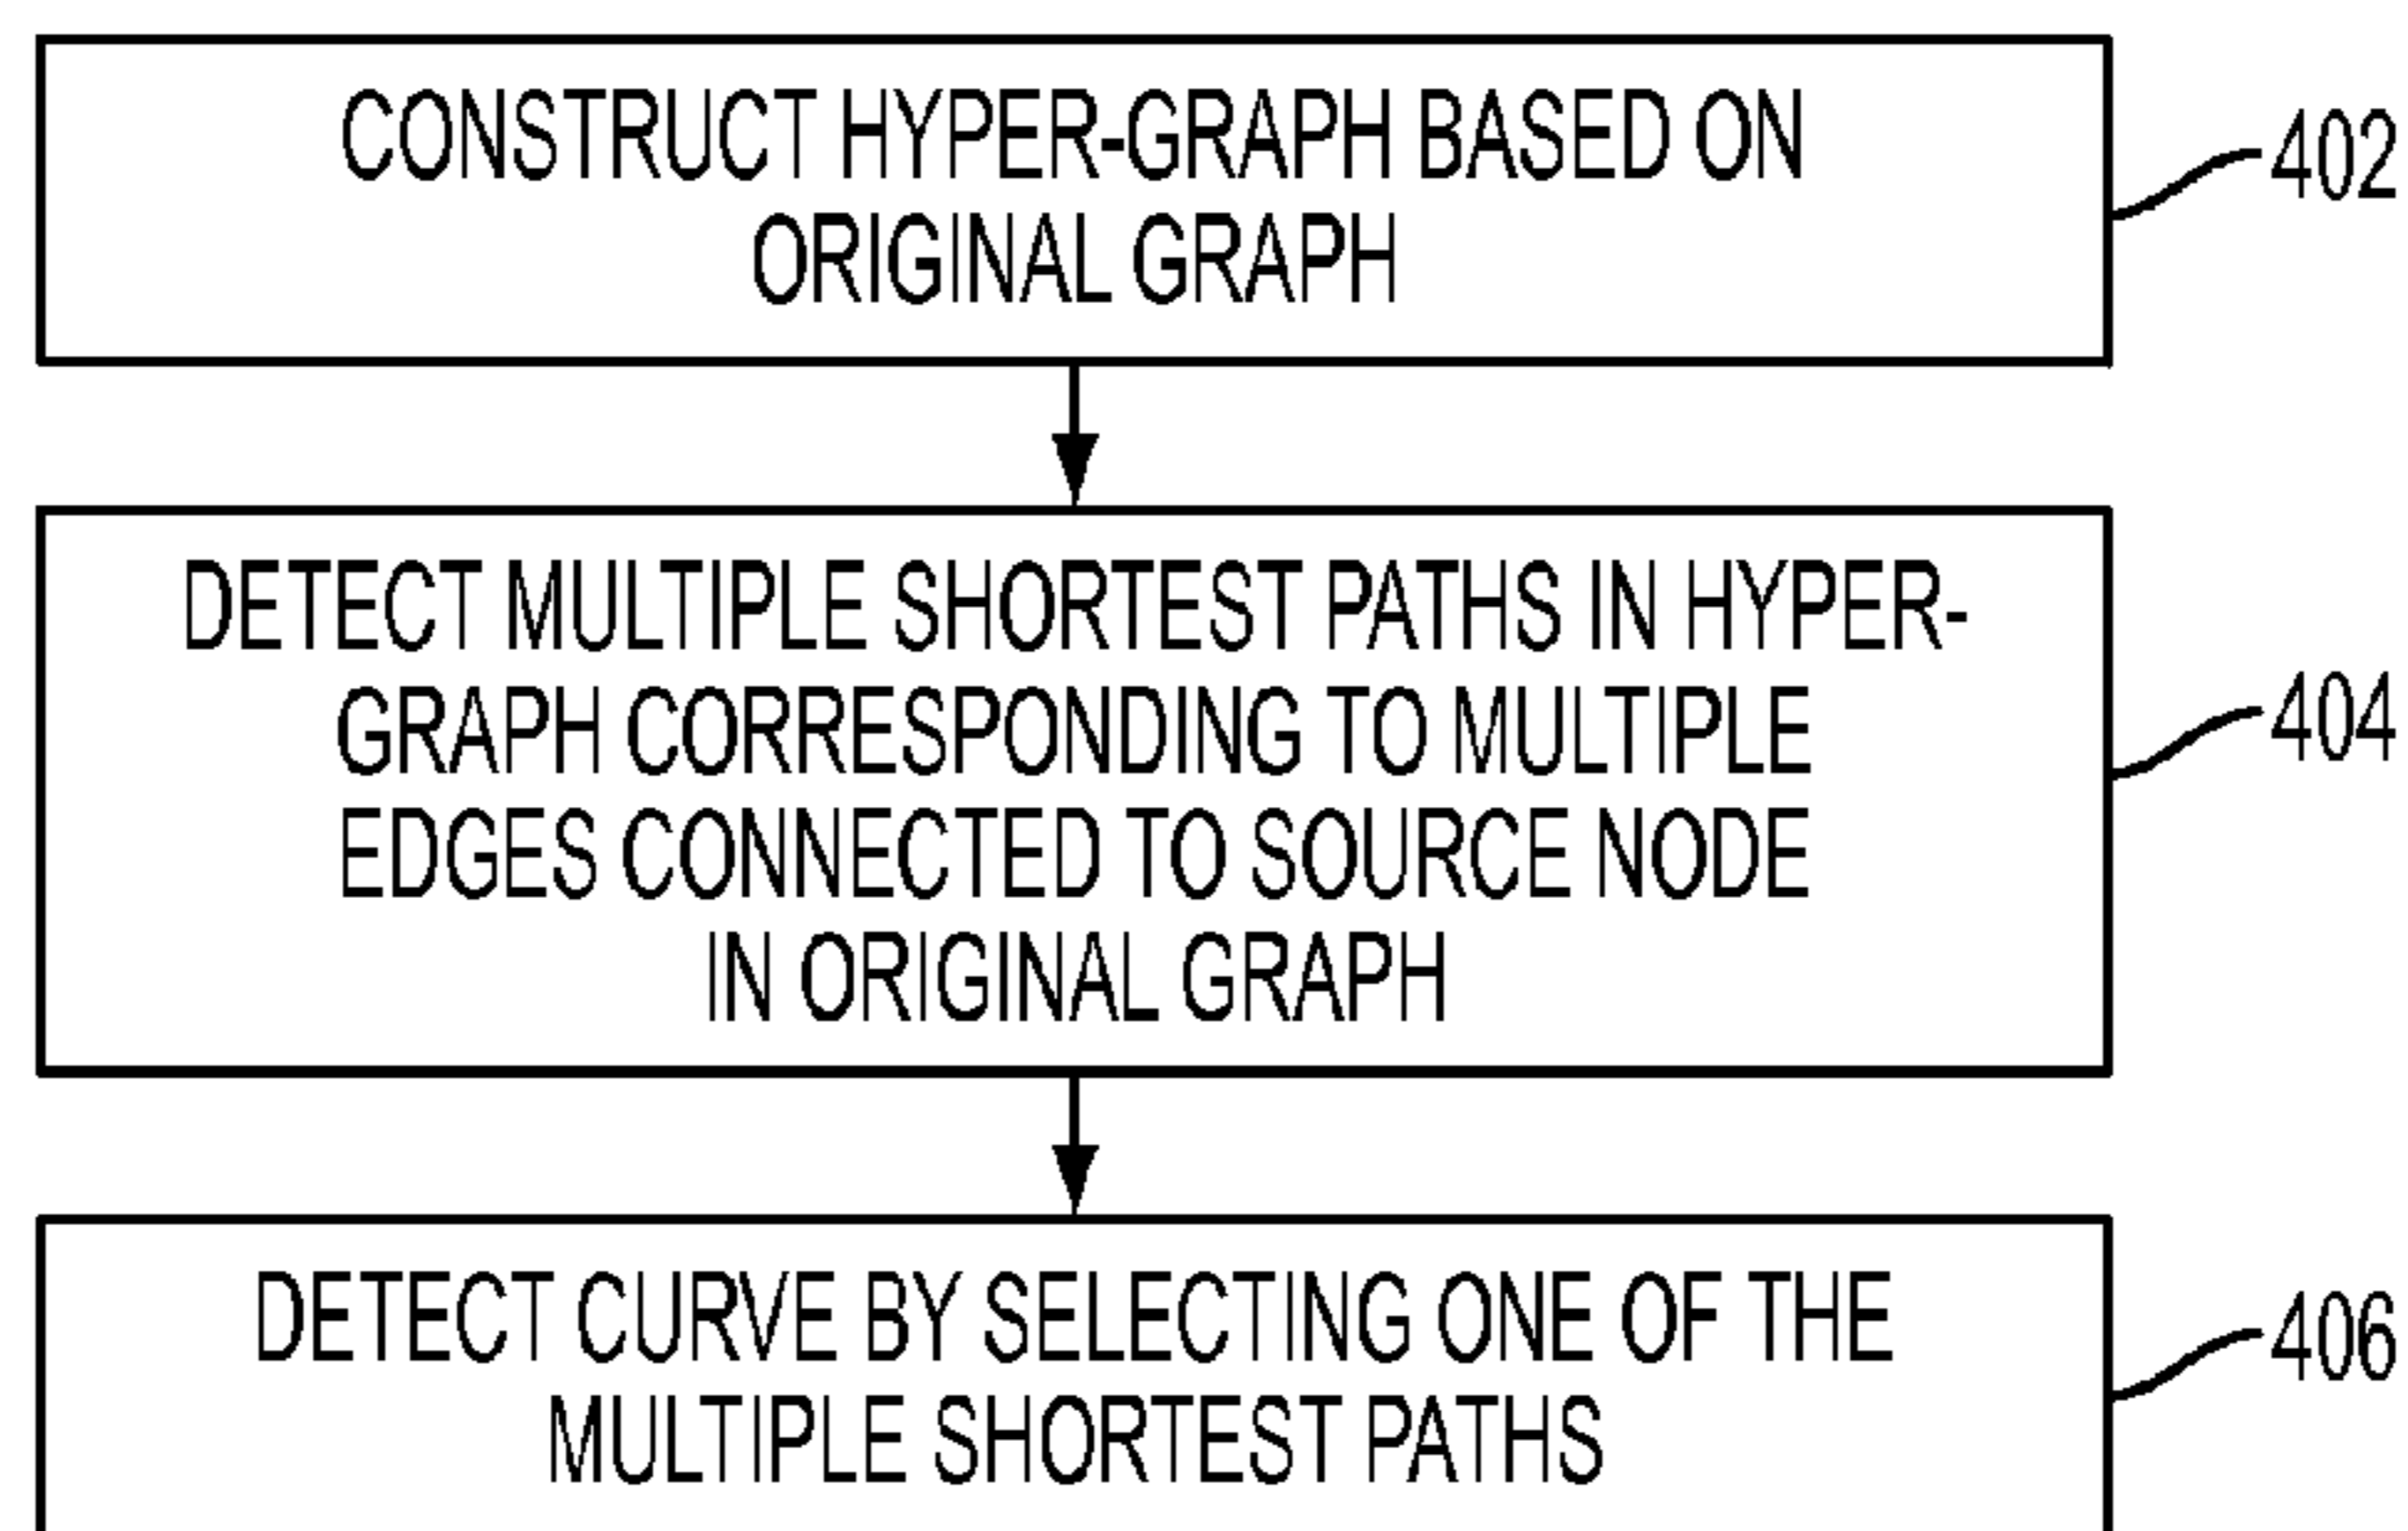 CONSTRUCT HYPER-GRAPH BASED ON
ORIGINAL GRAPH
402
DETECT MULTIPLE SHORTEST PATHS IN HYPER-
GRAPH CORRESPONDING TO MULTIPLE
EDGES CONNECTED TO SOURCE NODE
IN ORIGINAL GRAPH
404
DETECT CURVE BY SELECTING ONE OF THE
MULTIPLE SHORTEST PATHS
406